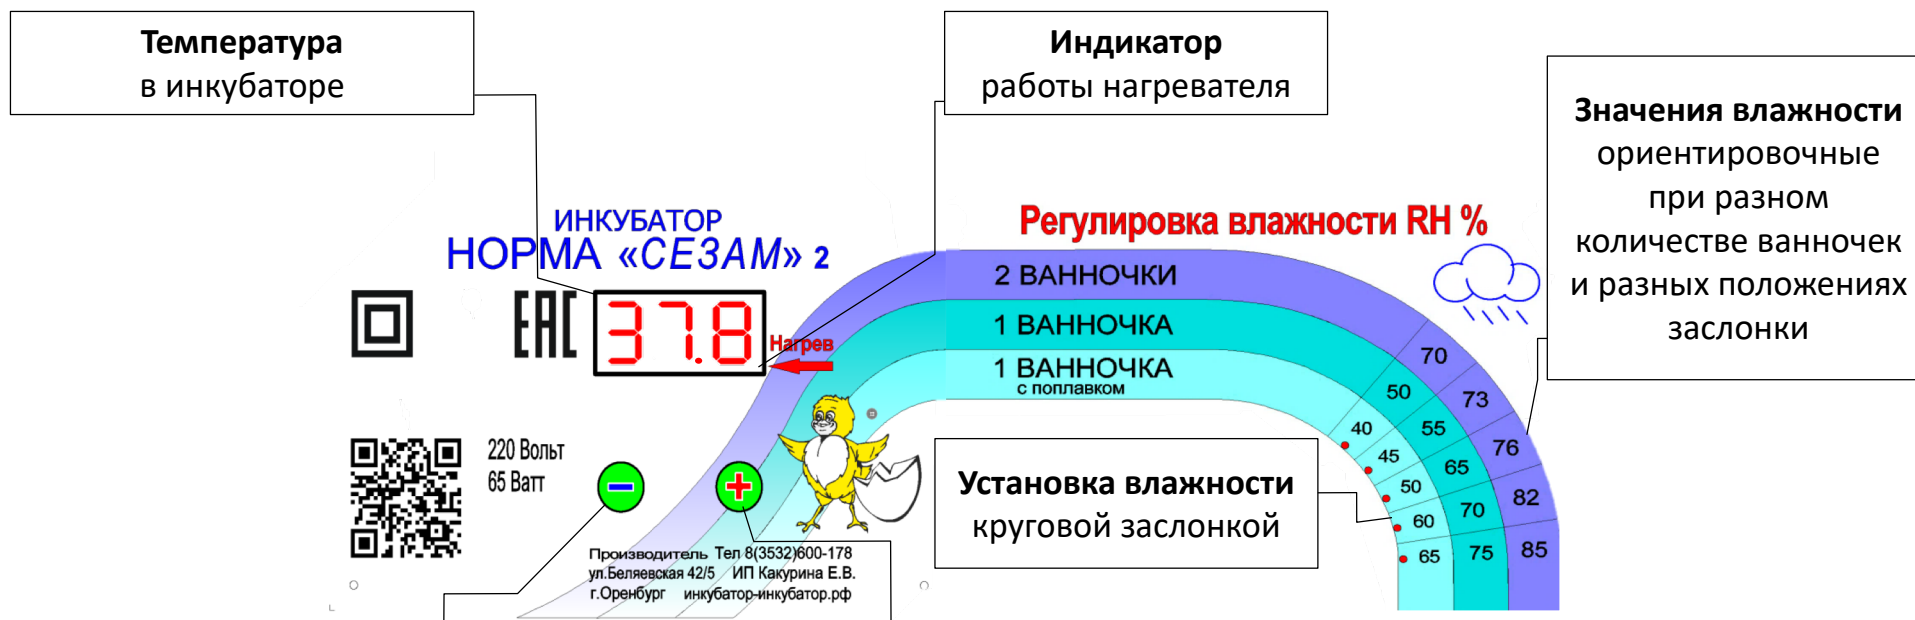 Температура
в инкубаторе
Индикатор
работы нагревателя
Значения влажности
ориентировочные
при разном
количестве ванночек
и разных положениях
заслонки
ИНКУБАТОР
НОРМА «СЕЗАМ» 2
EAC
37.8
Нагрев
220 Вольт
65 Ватт
Производитель Тел 8(3532)600-178
ул.Беляевская 42/5 ИП Какурина Е.В.
г.Оренбург инкубатор-инкубатор.рф
Регулировка влажности RH %
2 ВАННОЧКИ
1 ВАННОЧКА
1 ВАННОЧКА
с поплавком
70
73
76
82
85
50
55
65
70
75
40
45
50
60
65
Установка влажности
круговой заслонкой